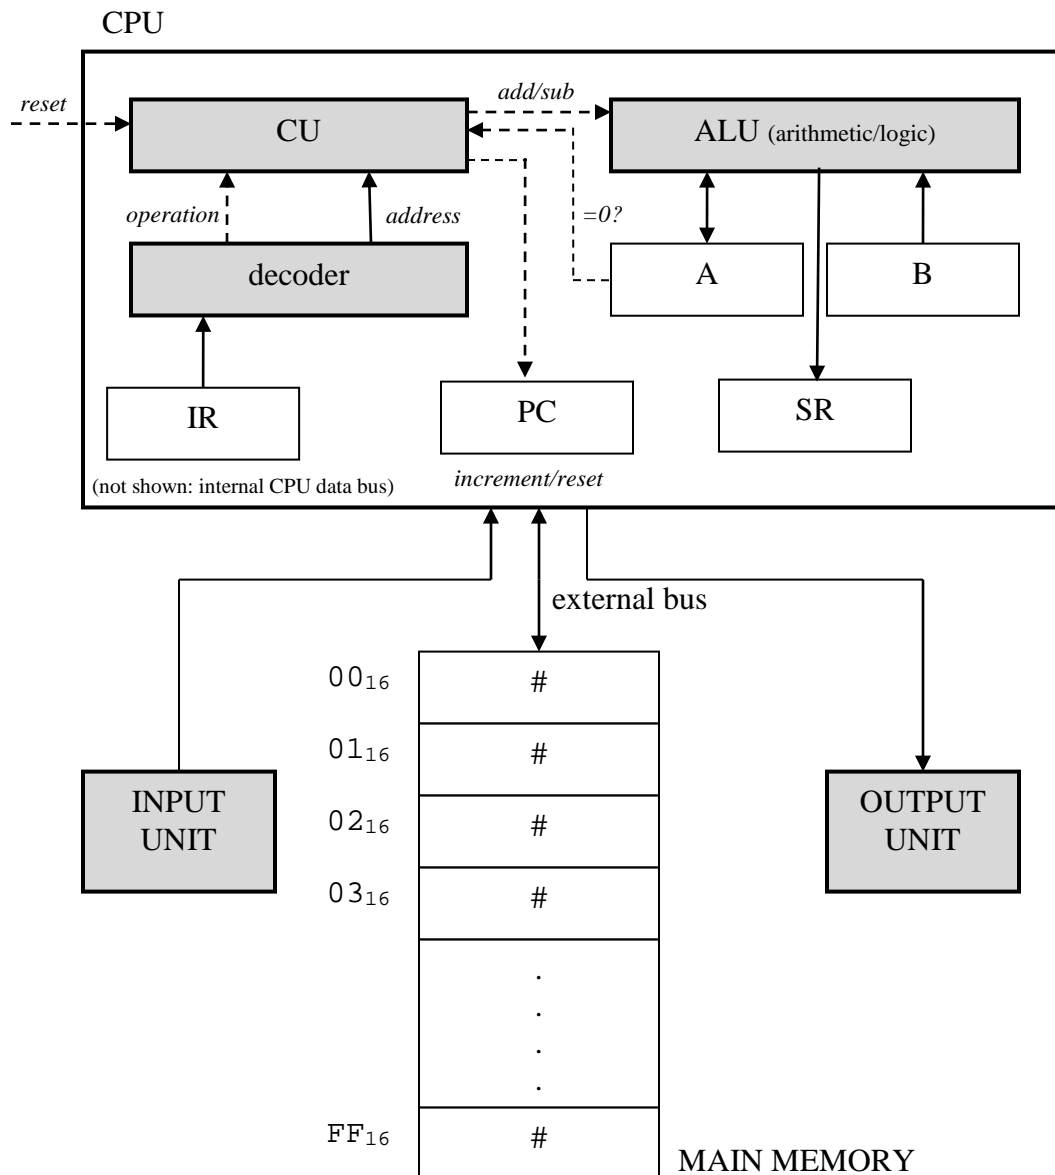 CPU
reset
add/sub
CU
ALU (arithmetic/logic)
operation
address
=0?
decoder
A
B
IR
PC
SR
(not shown: internal CPU data bus)
increment/reset
external bus
00₁₆ #
01₁₆ #
INPUT
UNIT
02₁₆ #
OUTPUT
UNIT
03₁₆ #
.
.
.
.
FF₁₆ #
MAIN MEMORY